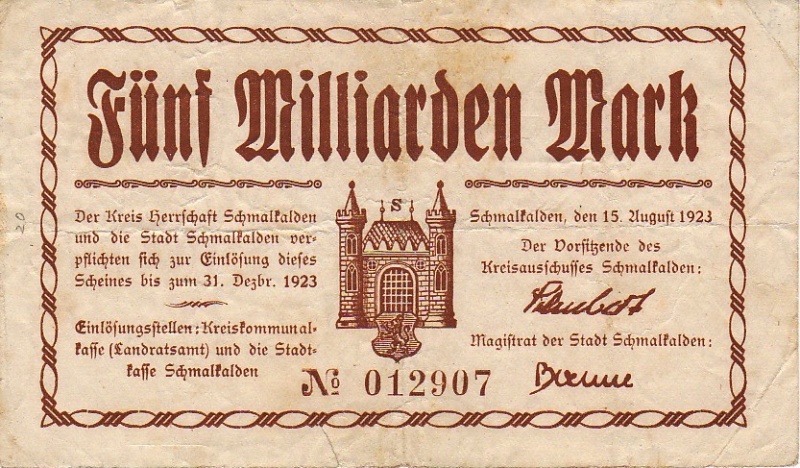 Fünf Milliarden Mark
Der Kreis Herrschaft Schmalkalden
und die Stadt Schmalkalden ver-
pflichten sich zur Einlösung dieses
Scheines bis zum 31. Dezbr. 1923
Einlösungsstellen: Kreiskommunal-
kasse (Landratsamt) und die Stadt-
kasse Schmalkalden
S
Schmalkalden, den 15. August 1923
Der Vorsitzende des
Kreisausschusses Schmalkalden:
Magistrat der Stadt Schmalkalden:
№ 012907
20